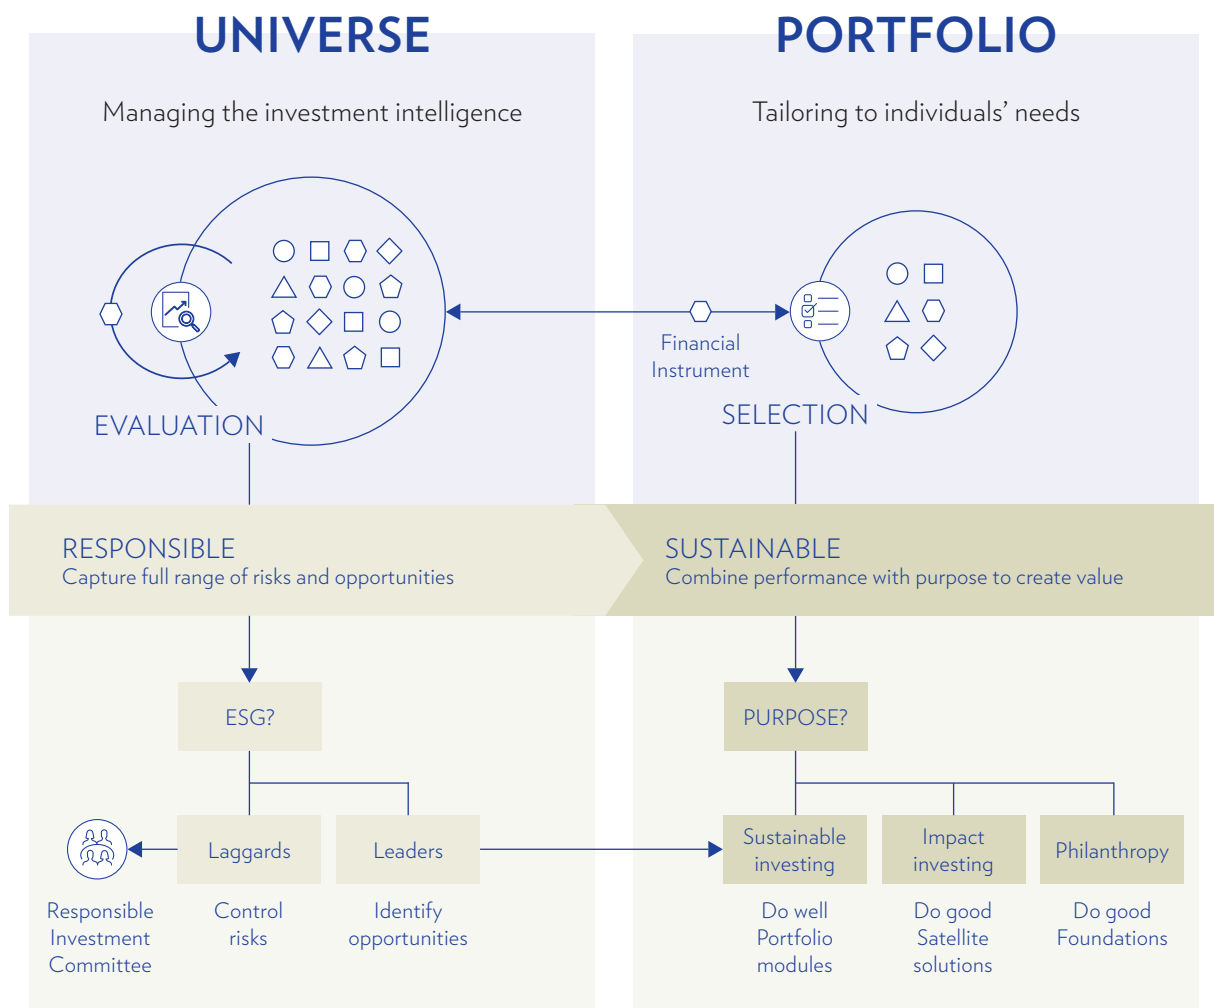 UNIVERSE
Managing the investment intelligence
EVALUATION
PORTFOLIO
Tailoring to individuals’ needs
Financial
Instrument
SELECTION
RESPONSIBLE
Capture full range of risks and opportunities
SUSTAINABLE
Combine performance with purpose to create value
ESG?
Laggards
Leaders
Responsible
Investment
Committee
Control
risks
Identify
opportunities
PURPOSE?
Sustainable
investing
Impact
investing
Philanthropy
Do well
Portfolio
modules
Do good
Satellite
solutions
Do good
Foundations